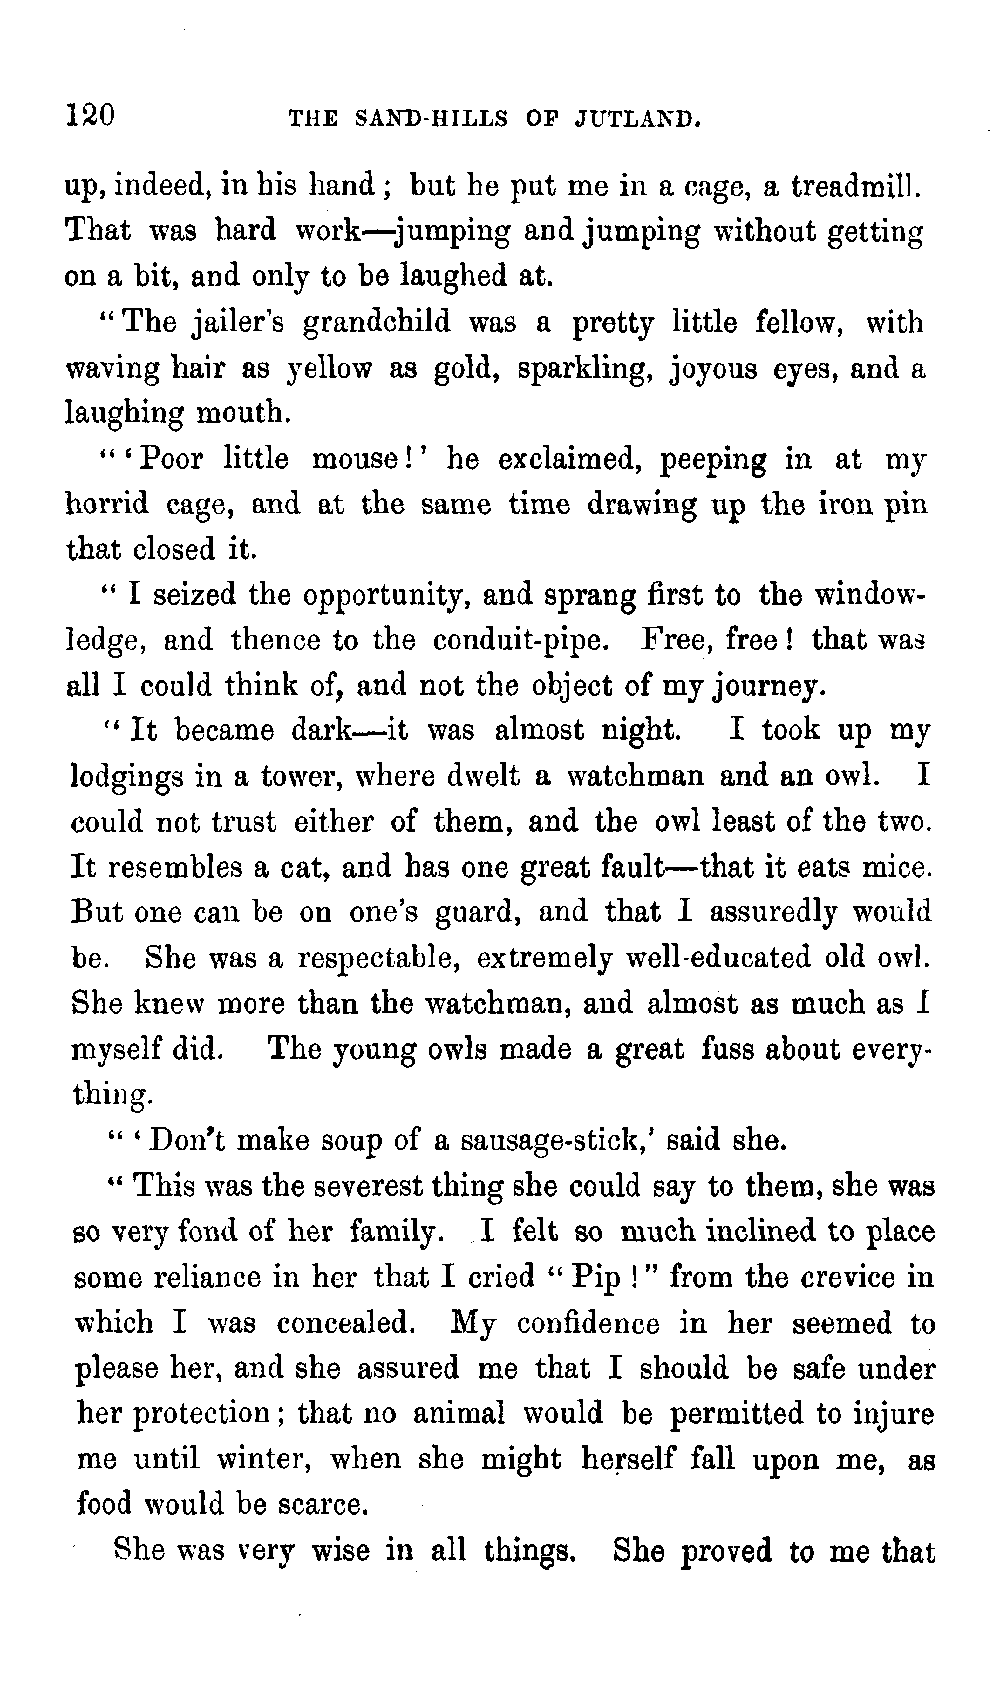 120 THE SAND-HILLS OF JUTLAND.
up, indeed, in his hand; but he put me in a cage, a treadmill.
That was hard work—jumping and jumping without getting
on a bit, and only to be laughed at.
"The jailer's grandchild was a pretty little fellow, with
waving hair as yellow as gold, sparkling, joyous eyes, and a
laughing mouth.
"'Poor little mouse!' he exclaimed, peeping in at my
horrid cage, and at the same time drawing up the iron pin
that closed it.
"I seized the opportunity, and sprang first to the window-
ledge, and thence to the conduit-pipe. Free, free! that was
all I could think of, and not the object of my journey.
"It became dark—it was almost night. I took up my
lodgings in a tower, where dwelt a watchman and an owl. I
could not trust either of them, and the owl least of the two.
It resembles a cat, and has one great fault—that it eats mice.
But one can be on one's guard, and that I assuredly would
be. She was a respectable, extremely well-educated old owl.
She knew more than the watchman, and almost as much as I
myself did. The young owls made a great fuss about every-
thing.
"'Don't make soup of a sausage-stick,' said she.
"This was the severest thing she could say to them, she was
so very fond of her family. I felt so much inclined to place
some reliance in her that I cried "Pip!" from the crevice in
which I was concealed. My confidence in her seemed to
please her, and she assured me that I should be safe under
her protection; that no animal would be permitted to injure
me until winter, when she might herself fall upon me, as
food would be scarce.
She was very wise in all things. She proved to me that